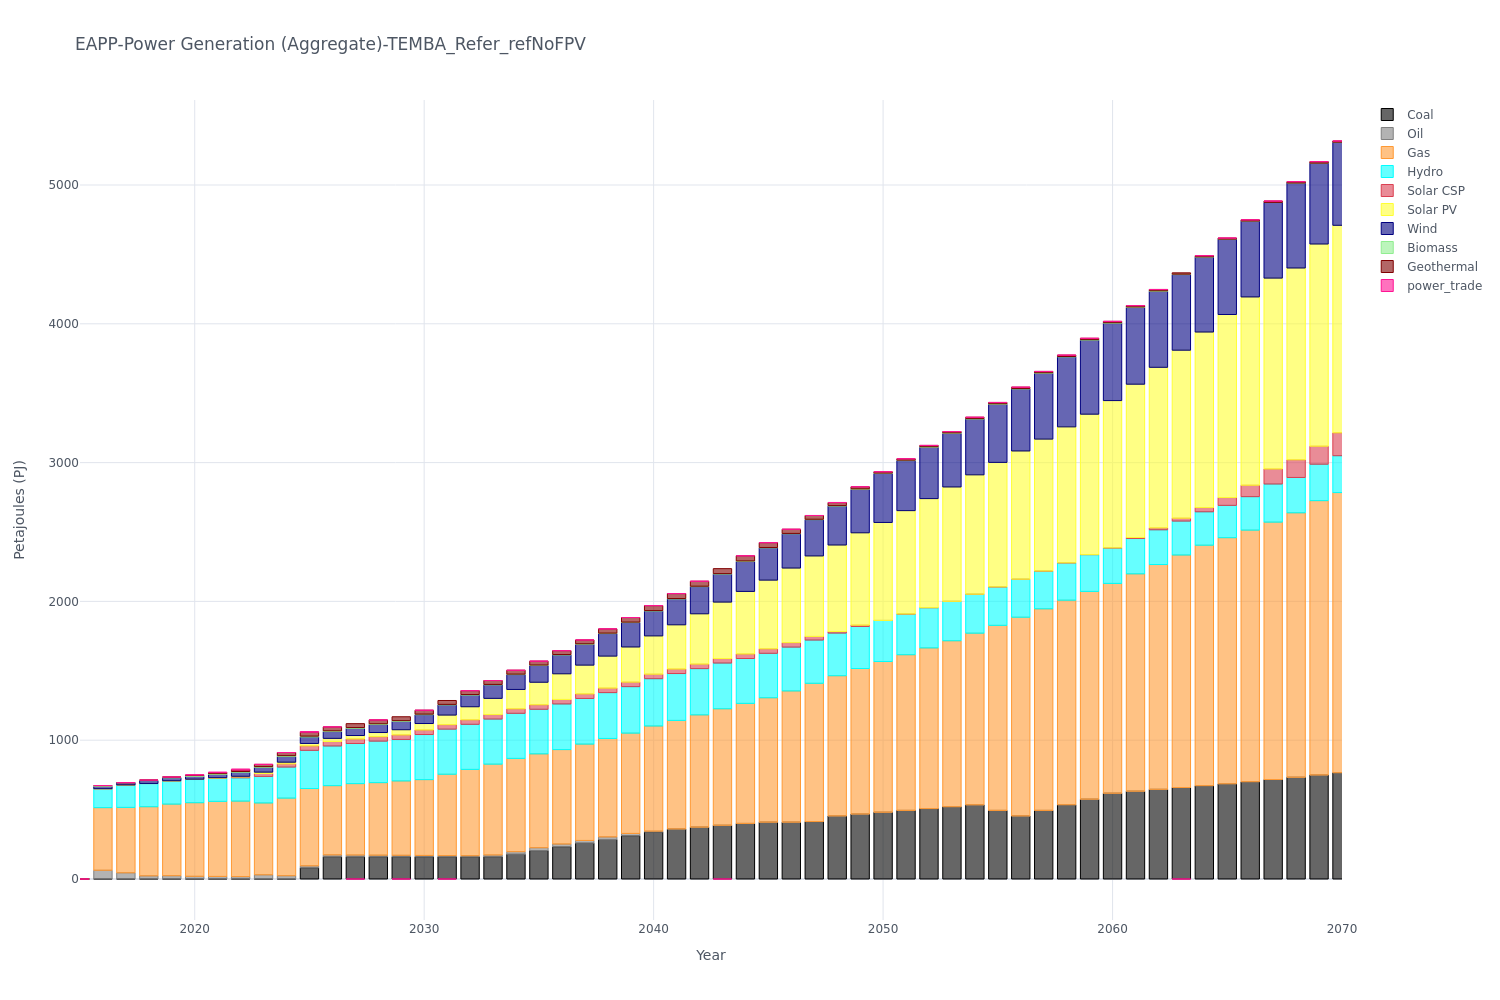 EAPP-Power Generation (Aggregate)-TEMBA_Refer_refNoFPV
Petajoules (PJ)
5000
4000
3000
2000
1000
0
2020
2030
2040
2050
2060
2070
Year
Coal
Oil
Gas
Hydro
Solar CSP
Solar PV
Wind
Biomass
Geothermal
power_trade